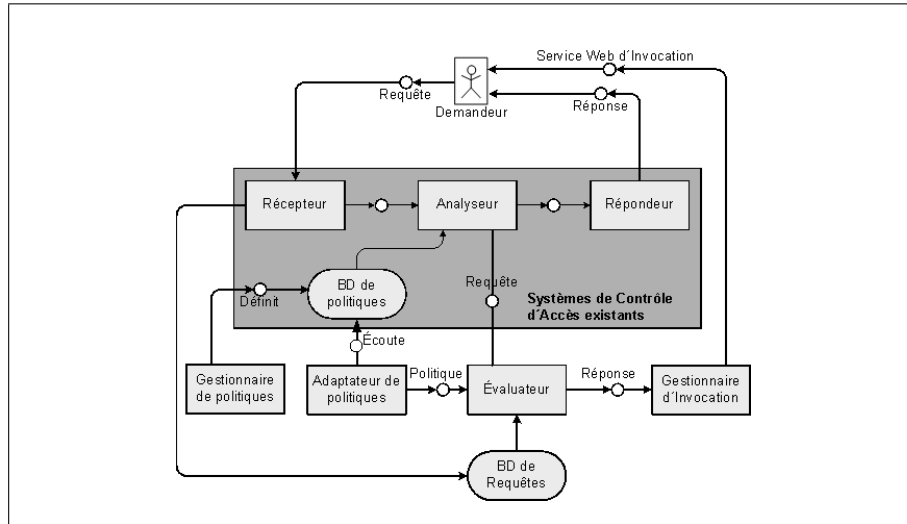 Service Web d´Invocation
Requête
Réponse
Demandeur
Récepteur
Analyseur
Répondeur
BD de
politiques
Requête
Définit
Systèmes de Contrôle
d´Accès existants
Écoute
Gestionnaire
de politiques
Adaptateur de
politiques
Politique
Évaluateur
Réponse
Gestionnaire
d´Invocation
BD de
Requêtes